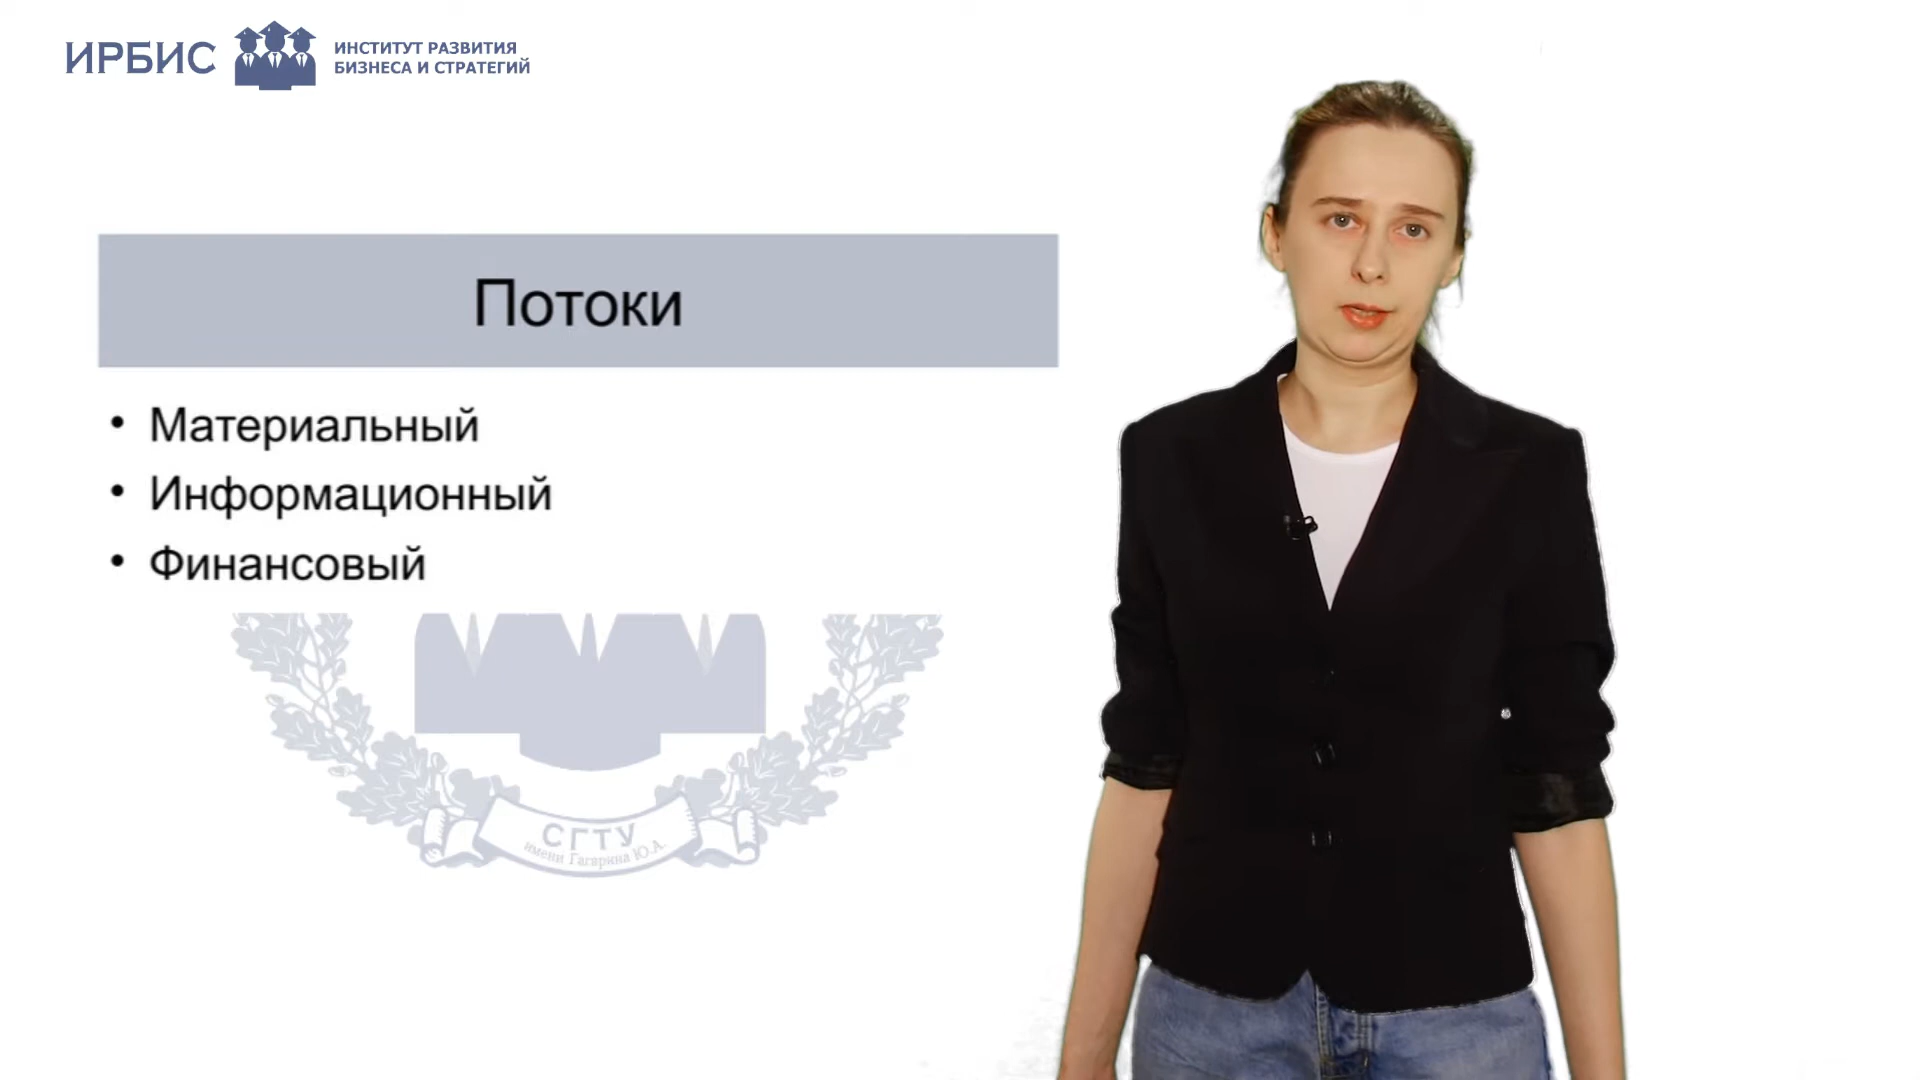 ИРБИС
ИНСТИТУТ РАЗВИТИЯ
БИЗНЕСА И СТРАТЕГИЙ
Потоки
• Материальный
• Информационный
• Финансовый
СГТУ
имени Гагарина Ю.А.